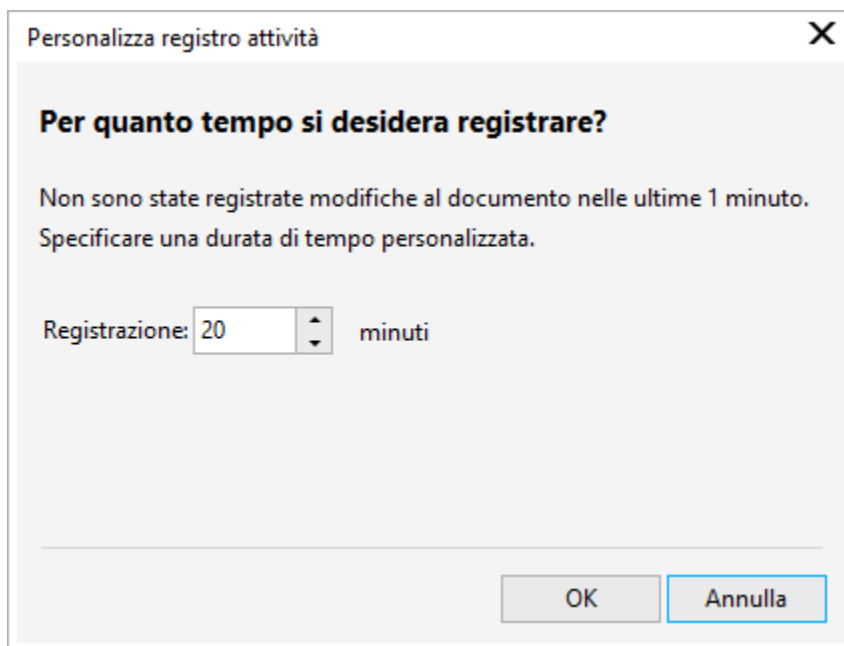 Personalizza registro attività
Per quanto tempo si desidera registrare?
Non sono state registrate modifiche al documento nelle ultime 1 minuto.
Specificare una durata di tempo personalizzata.
Registrazione: 20 minuti
OK Annulla